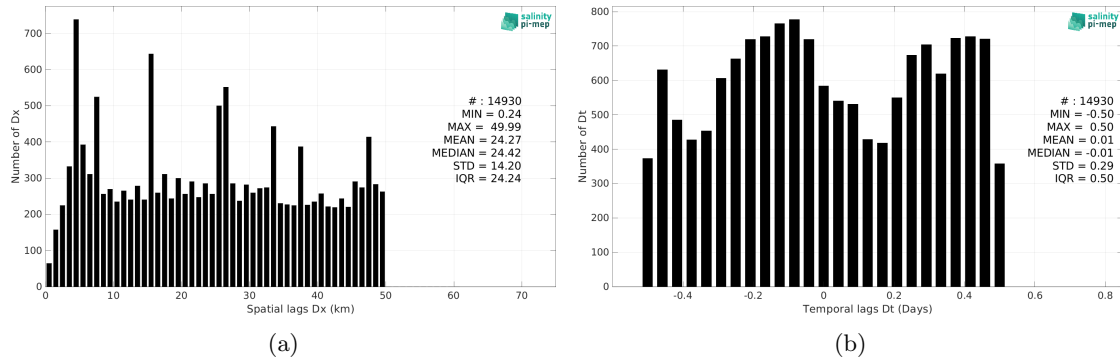 salinity
pi-mep
700
600
500
400
300
200
100
0
Number of Dx
# : 14930
MIN = 0.24
MAX = 49.99
MEAN = 24.27
MEDIAN = 24.42
STD = 14.20
IQR = 24.24
0 10 20 30 40 50 60 70
Spatial lags Dx (km)
(a)
salinity
pi-mep
800
700
600
500
400
300
200
100
0
Number of Dt
# : 14930
MIN = -0.50
MAX = 0.50
MEAN = 0.01
MEDIAN = -0.01
STD = 0.29
IQR = 0.50
-0.4 -0.2 0 0.2 0.4 0.6 0.8
Temporal lags Dt (Days)
(b)